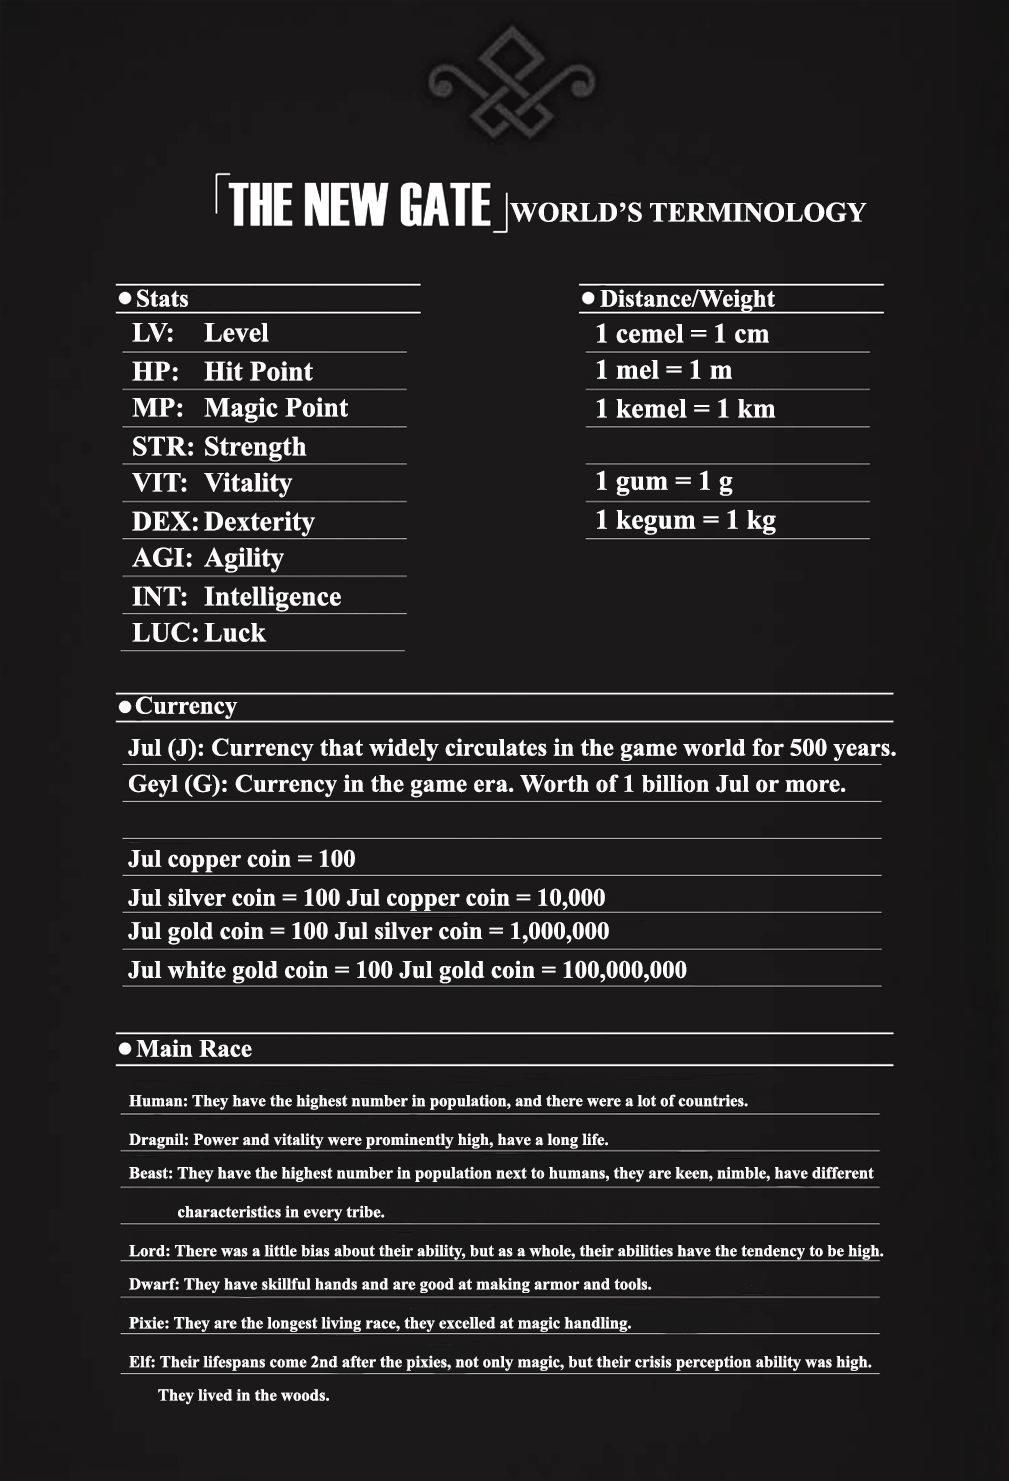 「THE NEW GATE」WORLD’S TERMINOLOGY
● Stats
LV: Level
HP: Hit Point
MP: Magic Point
STR: Strength
VIT: Vitality
DEX: Dexterity
AGI: Agility
INT: Intelligence
LUC: Luck
● Distance/Weight
1 cemel = 1 cm
1 mel = 1 m
1 kemel = 1 km
1 gum = 1 g
1 kegum = 1 kg
● Currency
Jul (J): Currency that widely circulates in the game world for 500 years.
Geyl (G): Currency in the game era. Worth of 1 billion Jul or more.
Jul copper coin = 100
Jul silver coin = 100 Jul copper coin = 10,000
Jul gold coin = 100 Jul silver coin = 1,000,000
Jul white gold coin = 100 Jul gold coin = 100,000,000
● Main Race
Human: They have the highest number in population, and there were a lot of countries.
Dragnil: Power and vitality were prominently high, have a long life.
Beast: They have the highest number in population next to humans, they are keen, nimble, have different
characteristics in every tribe.
Lord: There was a little bias about their ability, but as a whole, their abilities have the tendency to be high.
Dwarf: They have skillful hands and are good at making armor and tools.
Pixie: They are the longest living race, they excelled at magic handling.
Elf: Their lifespans come 2nd after the pixies, not only magic, but their crisis perception ability was high.
They lived in the woods.